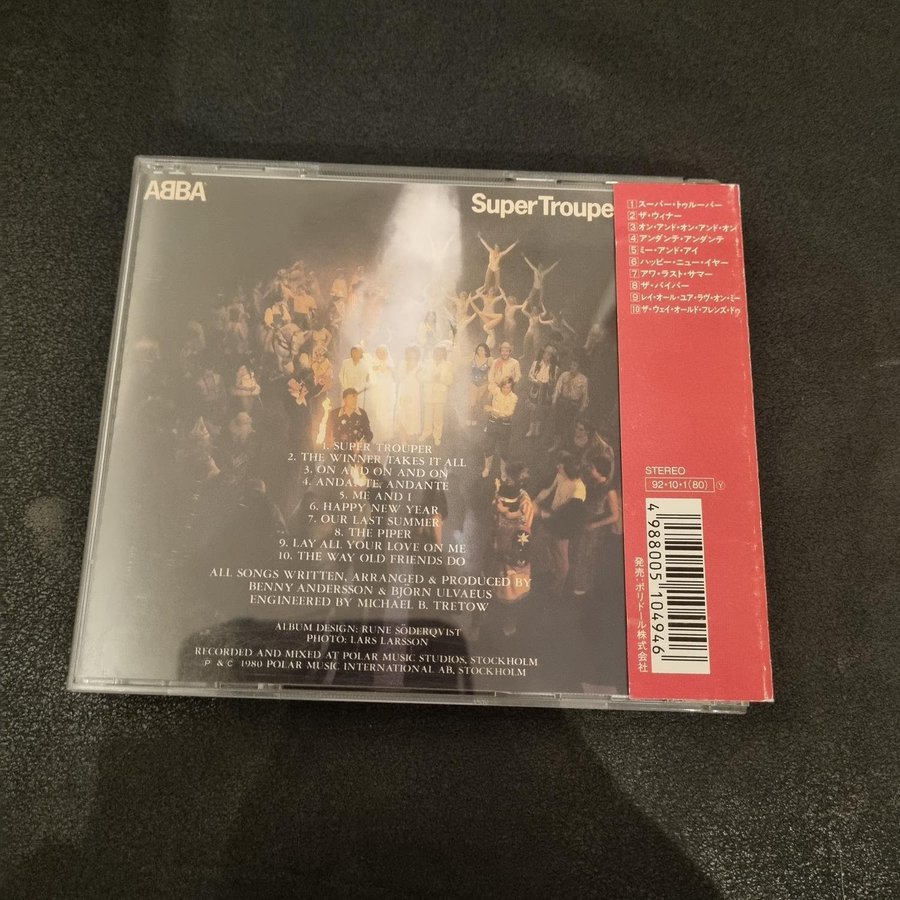 ABBA
Super Troupe
1. SUPER TROUPER
2. THE WINNER TAKES IT ALL
3. ON AND ON AND ON
4. ANDANTE, ANDANTE
5. ME AND I
6. HAPPY NEW YEAR
7. OUR LAST SUMMER
8. THE PIPER
9. LAY ALL YOUR LOVE ON ME
10. THE WAY OLD FRIENDS DO
ALL SONGS WRITTEN, ARRANGED & PRODUCED BY
BENNY ANDERSSON & BJÖRN ULVAEUS
ENGINEERED BY MICHAEL B. TRETOW
ALBUM DESIGN: RUNE SÖDERQVIST
PHOTO: LARS LARSSON
RECORDED AND MIXED AT POLAR MUSIC STUDIOS, STOCKHOLM
P & C 1980 POLAR MUSIC INTERNATIONAL AB, STOCKHOLM
1 スーパー・トゥルーパー
2 ザ・ウィナー
3 オン・アンド・オン・アンド・オン
4 アンダンテ・アンダンテ
5 ミー・アンド・アイ
6 ハッピー・ニュー・イヤー
7 アワ・ラスト・サマー
8 ザ・パイパー
9 レイ・オール・ユア・ラヴ・オン・ミー
10 ザ・ウェイ・オールド・フレンズ・ドゥ
STEREO
92・10・1(80) Ⓨ
4988005104946
発売:ポリドール株式会社